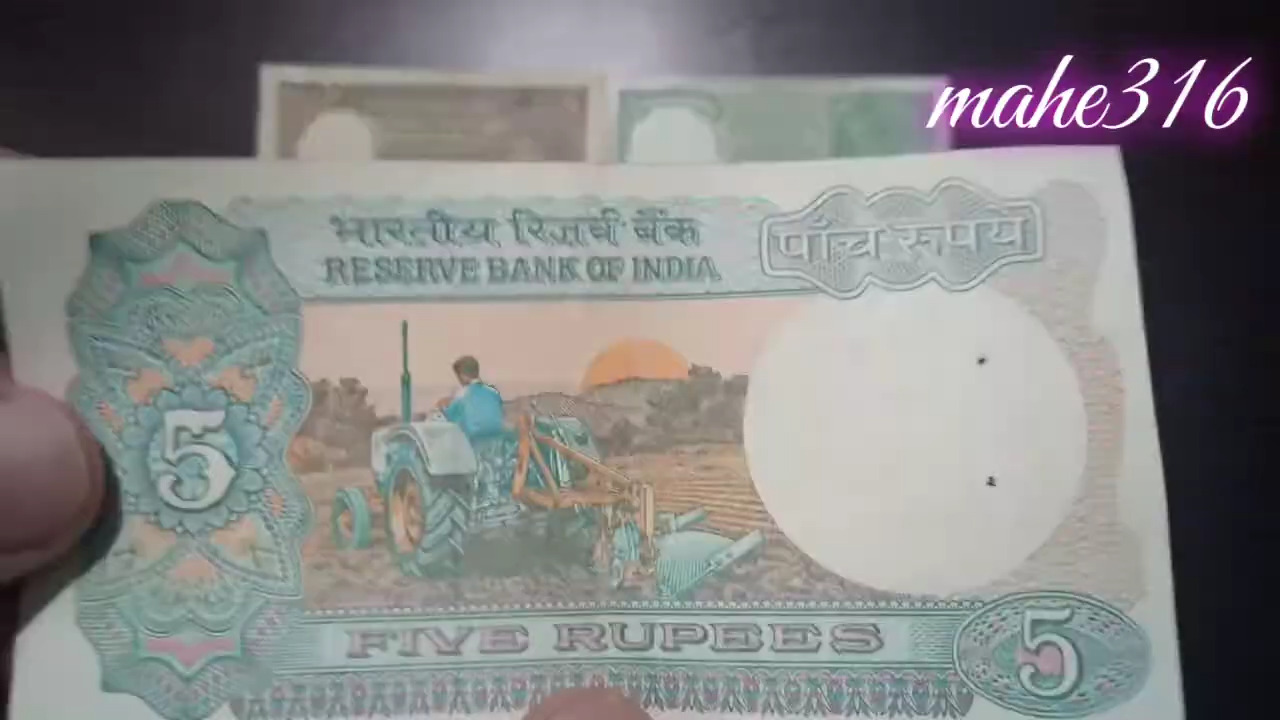 mahe316
भारतीय रिज़र्व बैंक
RESERVE BANK OF INDIA
पाँच रुपये
5
FIVE RUPEES
5